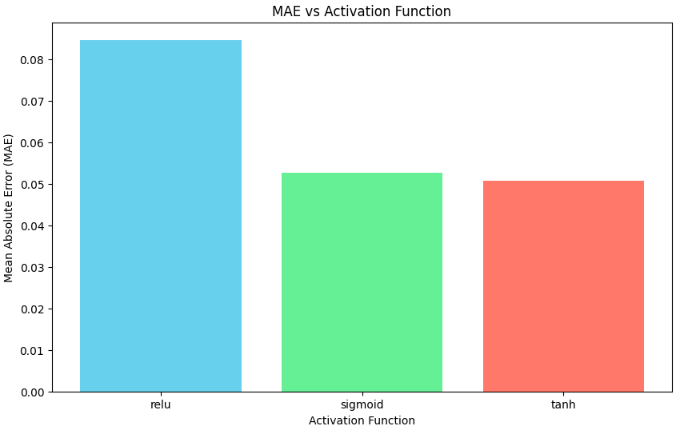 MAE vs Activation Function
Mean Absolute Error (MAE)
0.08
0.07
0.06
0.05
0.04
0.03
0.02
0.01
0.00
relu sigmoid tanh
Activation Function